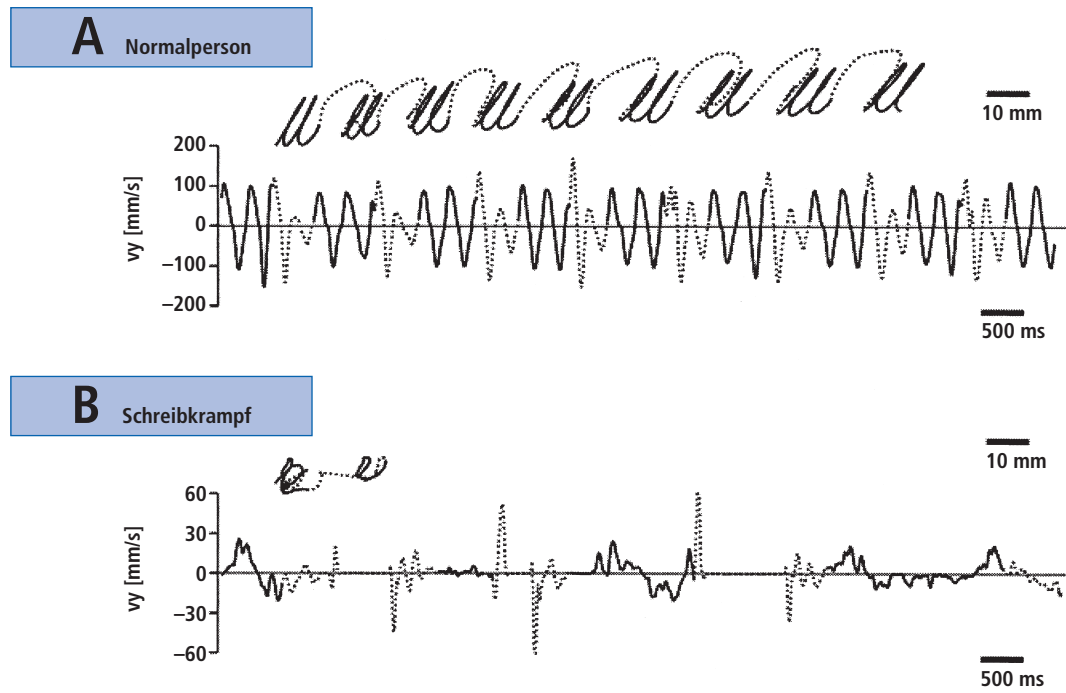 A Normalperson
10 mm
200
100
0
–100
–200
vy [mm/s]
500 ms
B Schreibkrampf
10 mm
60
30
0
–30
–60
vy [mm/s]
500 ms